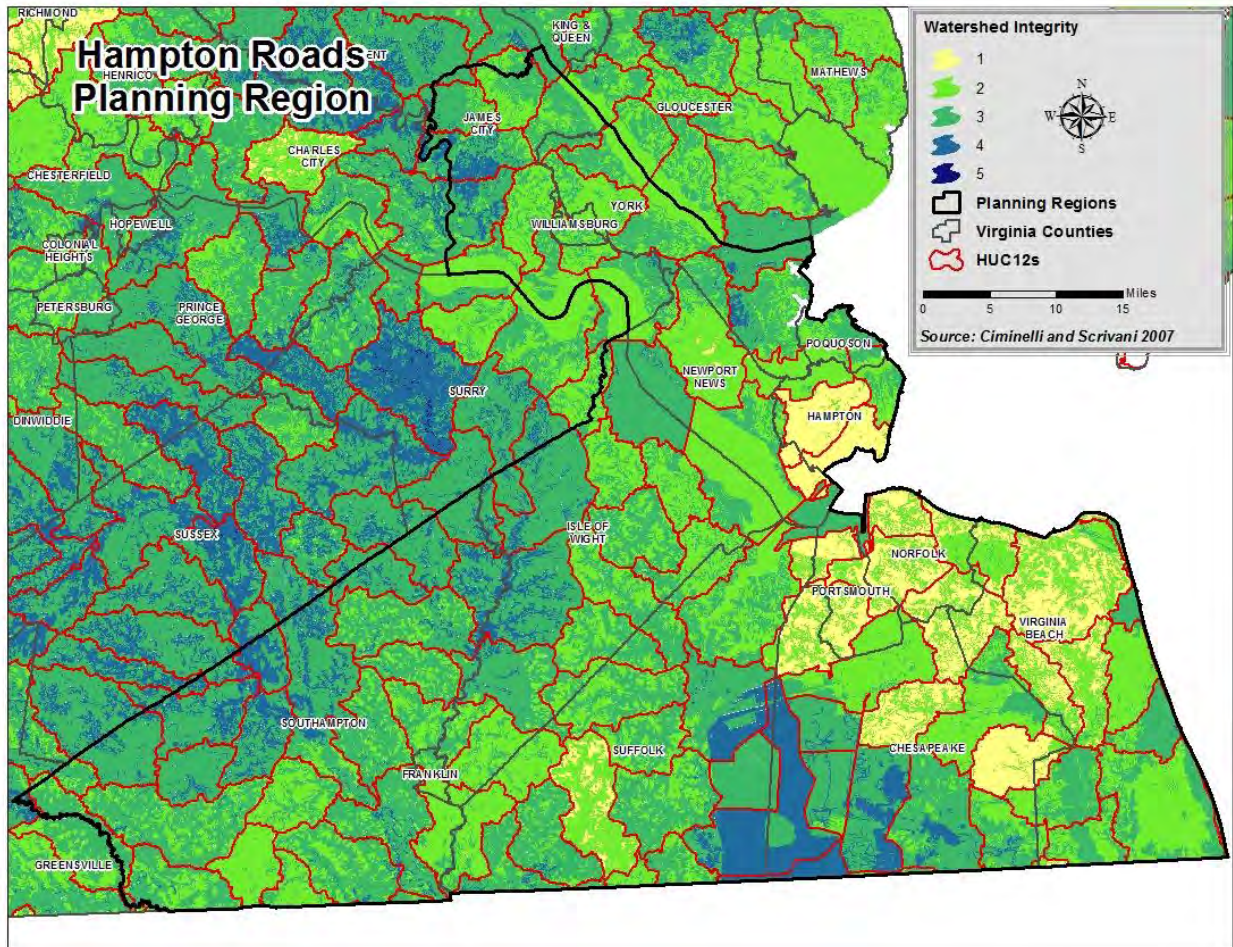 Hampton Roads
Planning Region
RICHMOND
HENRICO
ENT
KING &
QUEEN
MATHEWS
GLOUCESTER
JAMES
CITY
CHARLES
CITY
CHESTERFIELD
HOPEWELL
YORK
WILLIAMSBURG
COLONIAL
HEIGHTS
PETERSBURG
PRINCE
GEORGE
POQUOSON
NEWPORT
NEWS
SURRY
HAMPTON
DINWIDDIE
SUSSEX
ISLE OF
WIGHT
NORFOLK
PORTSMOUTH
VIRGINIA
BEACH
SOUTHAMPTON
SUFFOLK
CHESAPEAKE
FRANKLIN
GREENSVILLE
Watershed Integrity
1
2
3
4
5
N
W
E
S
Planning Regions
Virginia Counties
HUC12s
Miles
0 5 10 15
Source: Ciminelli and Scrivani 2007